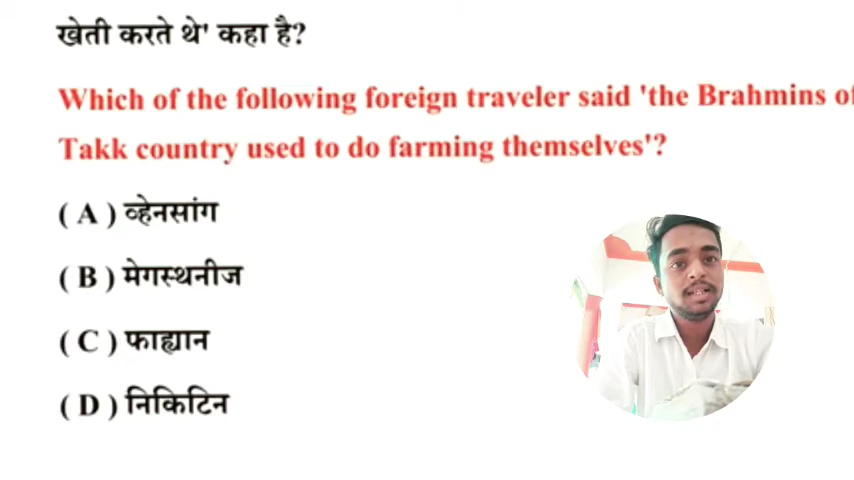 खेती करते थे' कहा है?
Which of the following foreign traveler said 'the Brahmins of
Takk country used to do farming themselves'?
( A ) व्हेनसांग
( B ) मेगस्थनीज
( C ) फाह्यान
( D ) निकिटिन